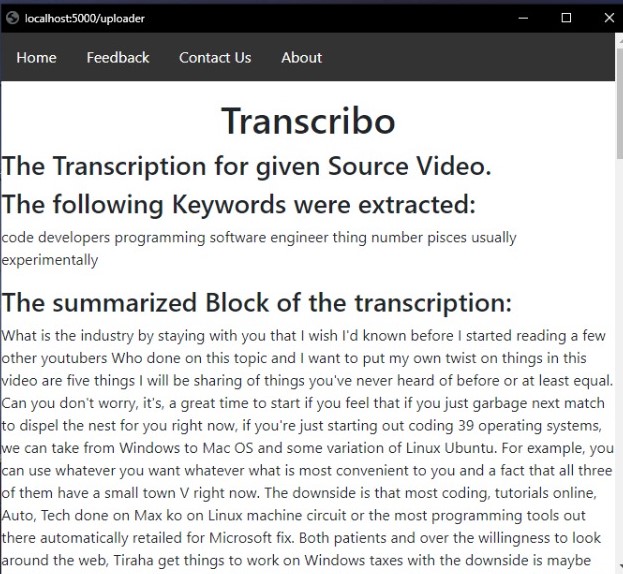 localhost:5000/uploader
Home Feedback Contact Us About
Transcribo
The Transcription for given Source Video.
The following Keywords were extracted:
code developers programming software engineer thing number pisces usually
experimentally
The summarized Block of the transcription:
What is the industry by staying with you that I wish I'd known before I started reading a few
other youtubers Who done on this topic and I want to put my own twist on things in this
video are five things I will be sharing of things you've never heard of before or at least equal.
Can you don't worry, it's, a great time to start if you feel that if you just garbage next match
to dispel the nest for you right now, if you're just starting out coding 39 operating systems,
we can take from Windows to Mac OS and some variation of Linux Ubuntu. For example, you
can use whatever you want whatever what is most convenient to you and a fact that all three
of them have a small town V right now. The downside is that most coding, tutorials online,
Auto, Tech done on Max ko on Linux machine circuit or the most programming tools out
there automatically retailed for Microsoft fix. Both patients and over the willingness to look
around the web, Tiraha get things to work on Windows taxes with the downside is maybe